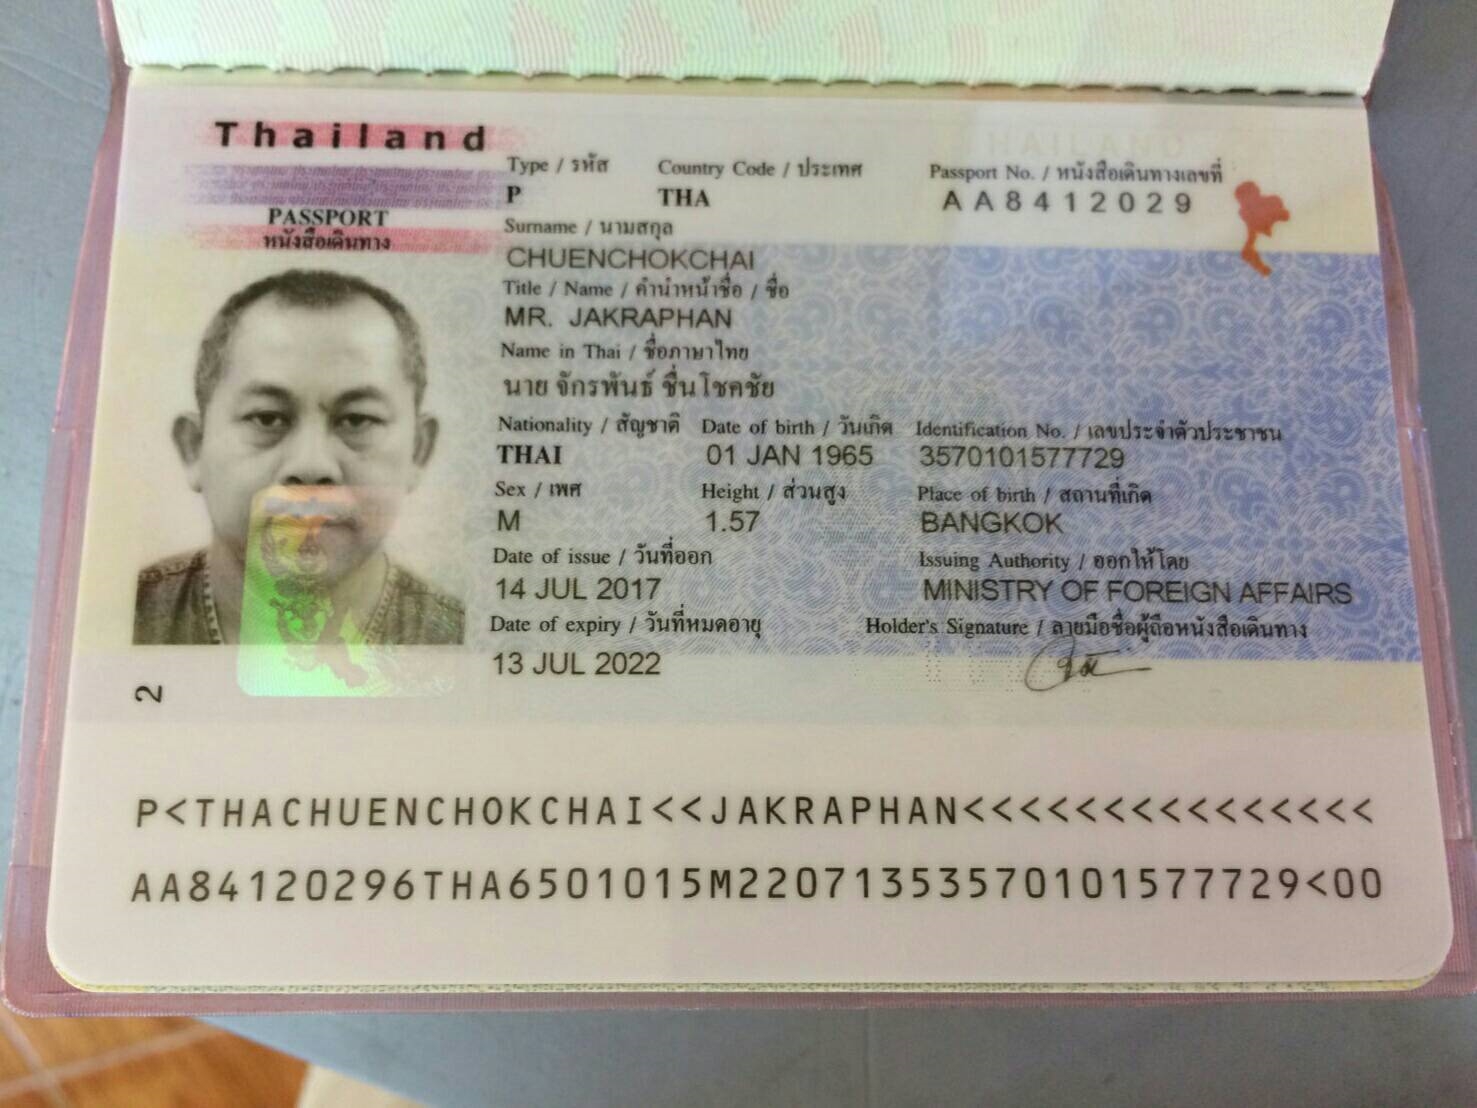 Thailand
PASSPORT
หนังสือเดินทาง
Type / รหัส Country Code / ประเทศ Passport No. / หนังสือเดินทางเลขที่
P THA AA8412029
Surname / นามสกุล
CHUENCHOKCHAI
Title / Name / คำนำหน้าชื่อ / ชื่อ
MR. JAKRAPHAN
Name in Thai / ชื่อภาษาไทย
นาย จักรพันธ์ ชื่นโชคชัย
Nationality / สัญชาติ Date of birth / วันเกิด Identification No. / เลขประจำตัวประชาชน
THAI 01 JAN 1965 3570101577729
Sex / เพศ Height / ส่วนสูง Place of birth / สถานที่เกิด
M 1.57 BANGKOK
Date of issue / วันที่ออก Issuing Authority / ออกให้โดย
14 JUL 2017 MINISTRY OF FOREIGN AFFAIRS
Date of expiry / วันที่หมดอายุ Holder's Signature / ลายมือชื่อผู้ถือหนังสือเดินทาง
13 JUL 2022
2
P<THACHUENCHOKCHAI<<JAKRAPHAN<<<<<<<<<<<<<<<
AA84120296THA6501015M22071353570101577729<00